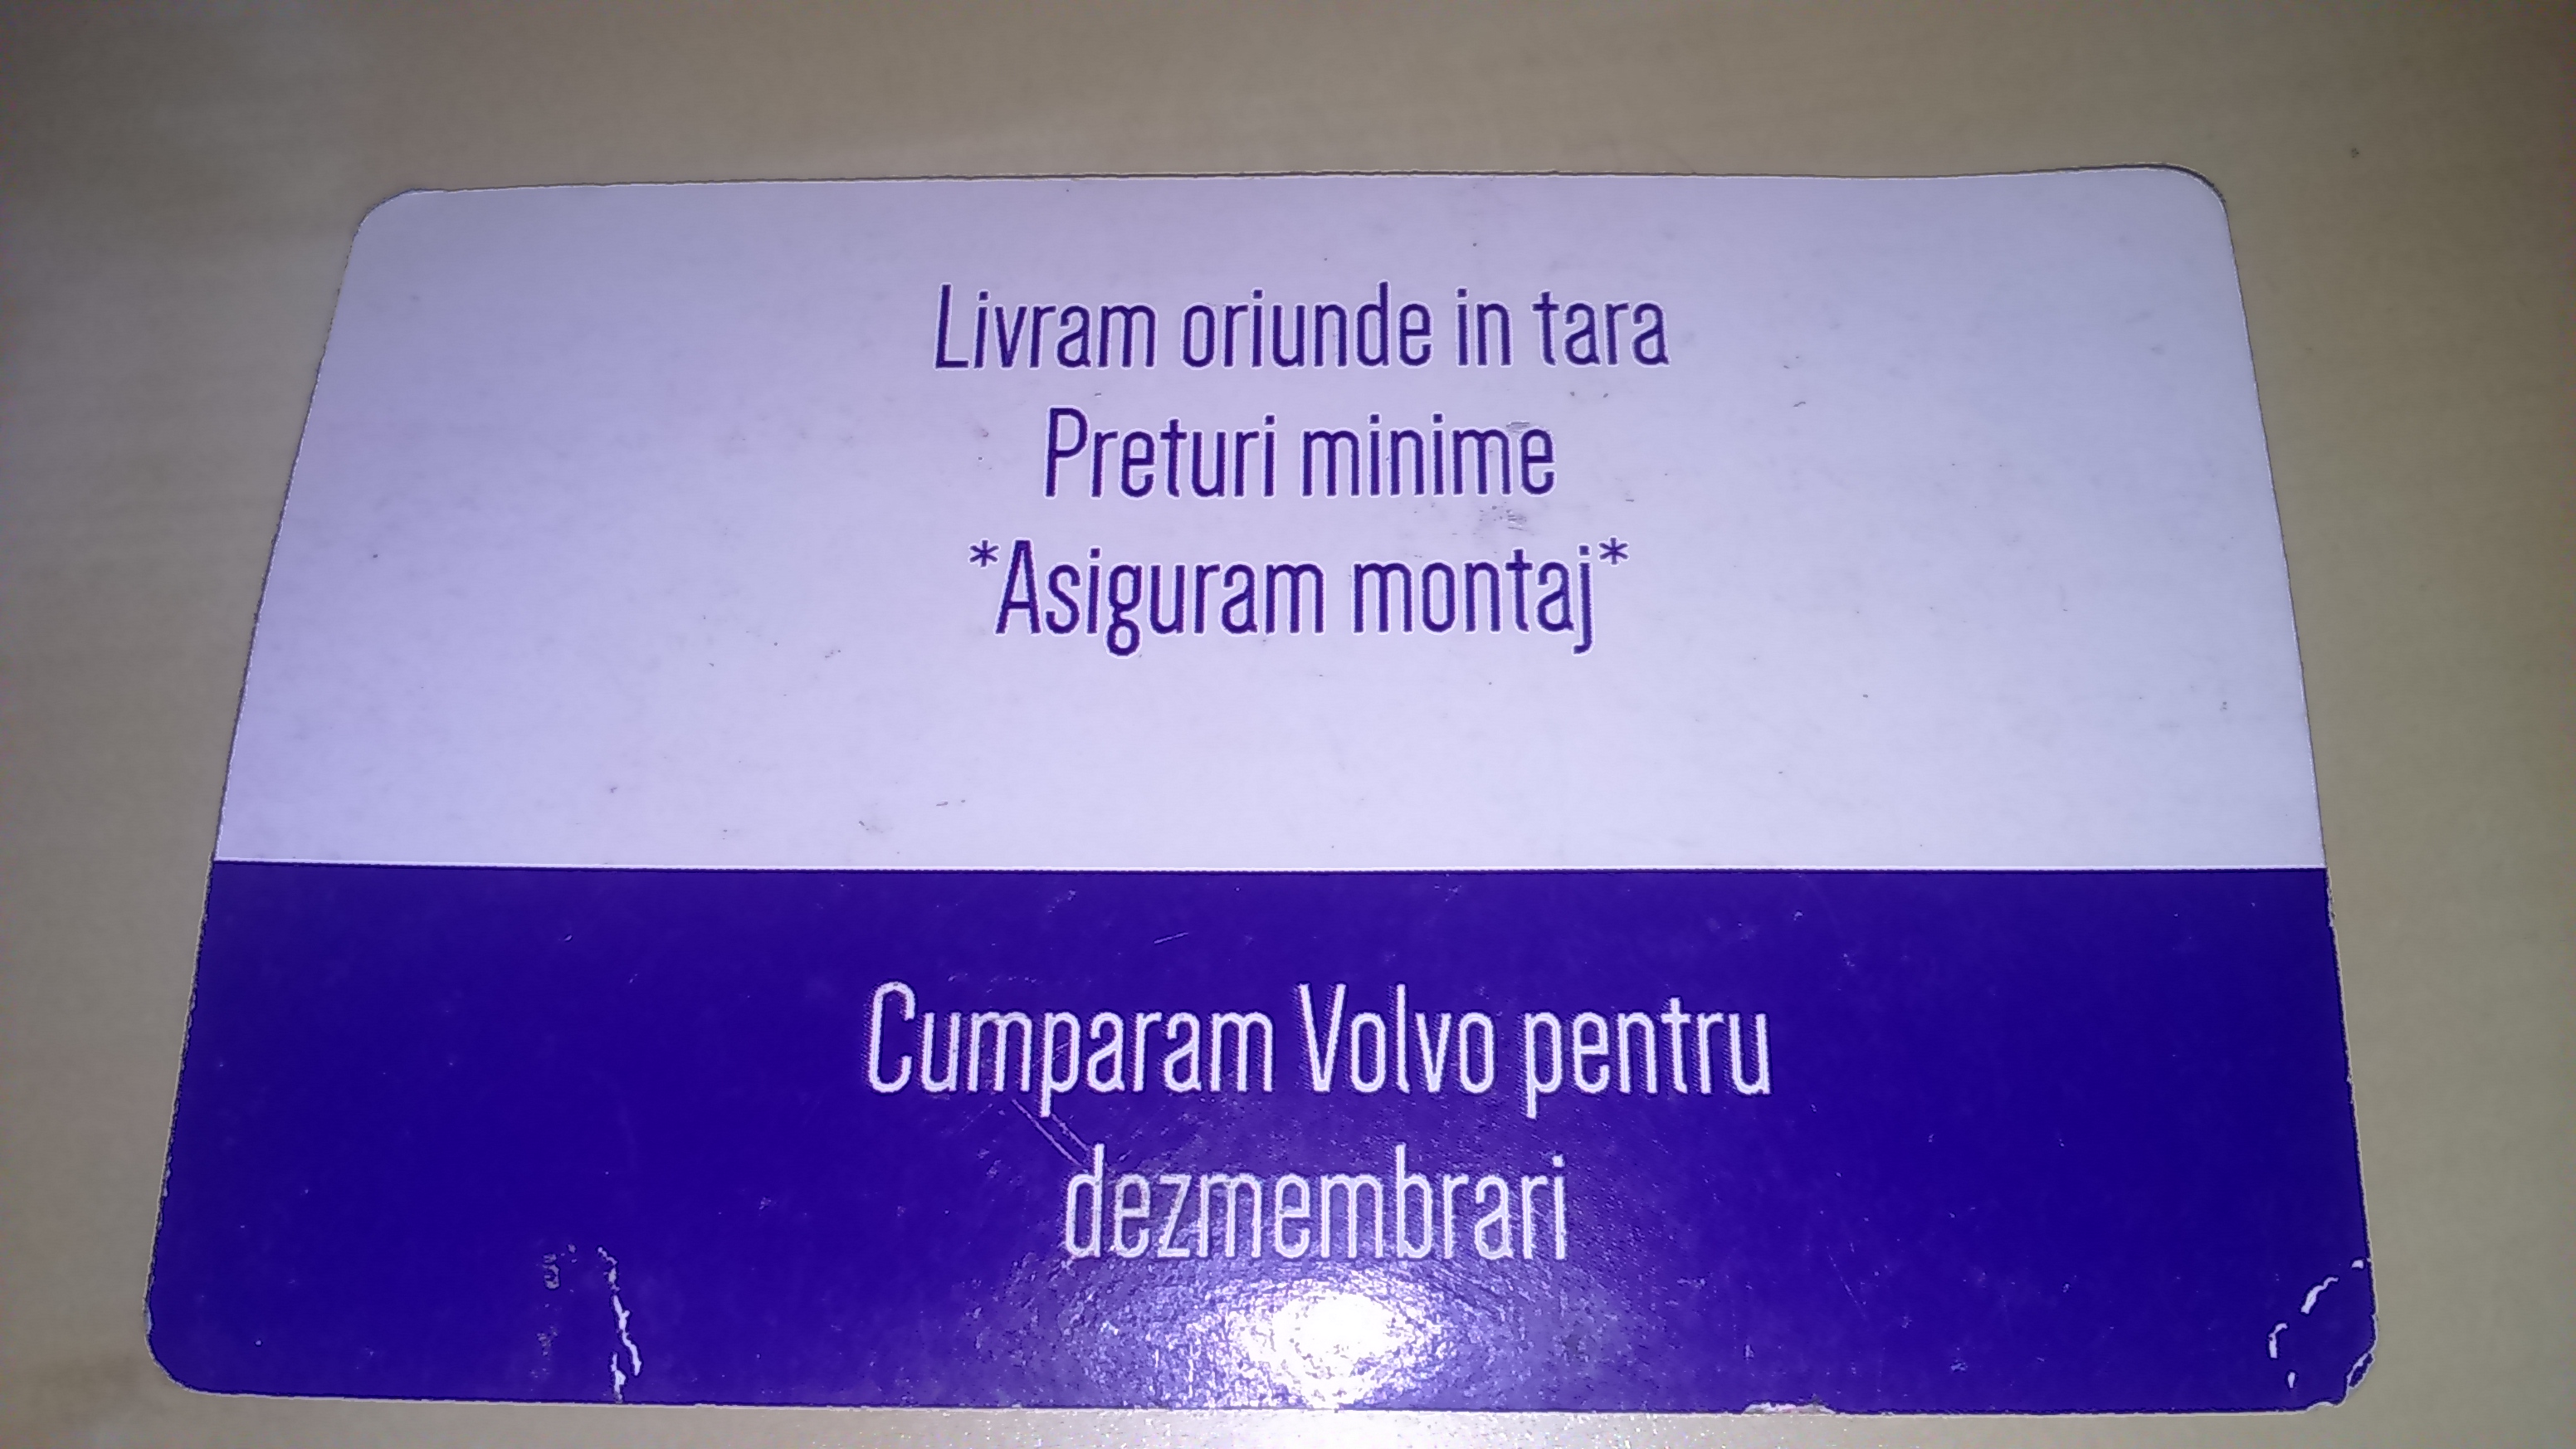 Livram oriunde in tara
Preturi minime
*Asiguram montaj*
Cumparam Volvo pentru
dezmembrari